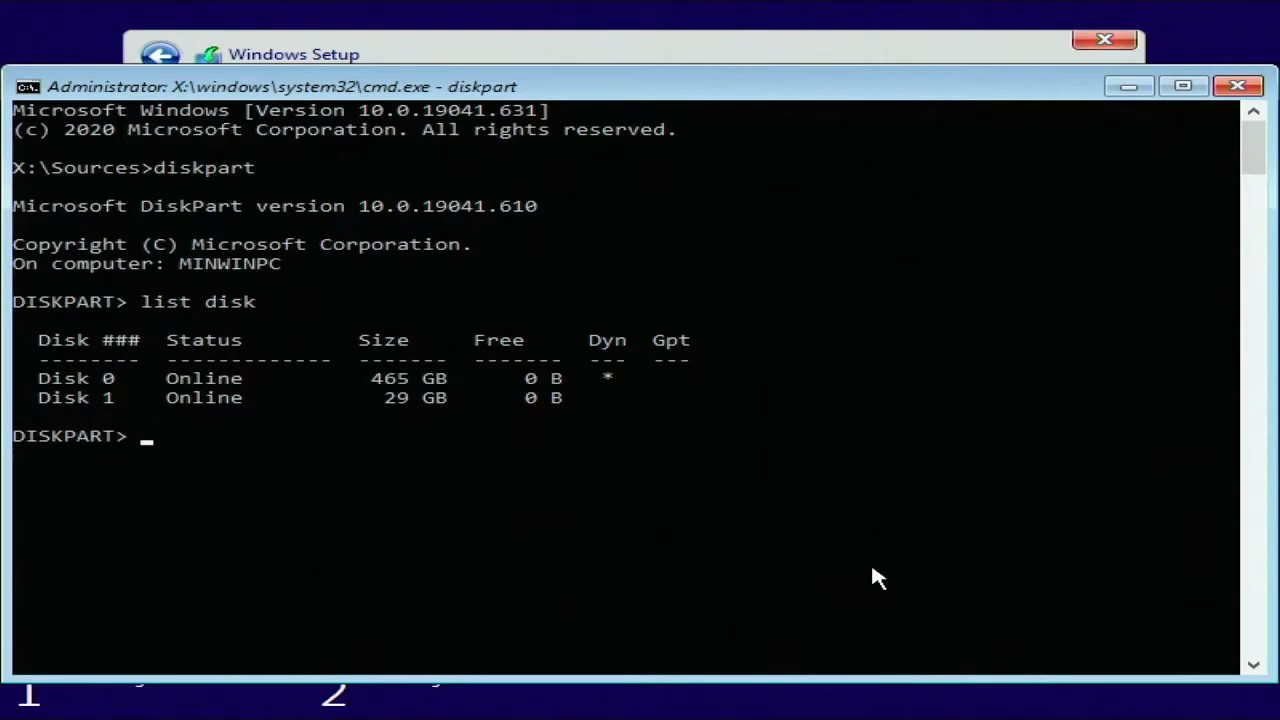 Windows Setup
Administrator: X:\windows\system32\cmd.exe - diskpart
Microsoft Windows [Version 10.0.19041.631]
(c) 2020 Microsoft Corporation. All rights reserved.
X:\Sources>diskpart
Microsoft DiskPart version 10.0.19041.610
Copyright (C) Microsoft Corporation.
On computer: MINWINPC
DISKPART> list disk
Disk ### Status Size Free Dyn Gpt
-------- ------------- ------- ------- --- ---
Disk 0 Online 465 GB 0 B *
Disk 1 Online 29 GB 0 B
DISKPART> _
1 2